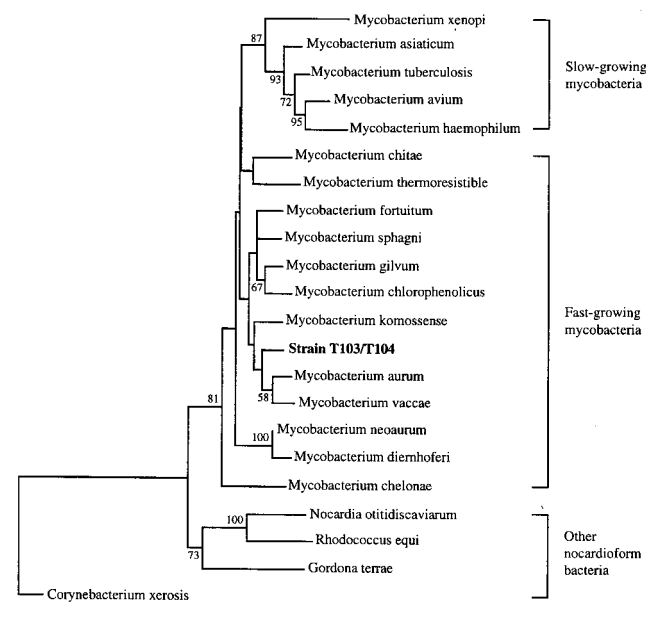 87
Mycobacterium xenopi
Mycobacterium asiaticum
93
Mycobacterium tuberculosis
72
Mycobacterium avium
95
Mycobacterium haemophilum
Slow-growing
mycobacteria
Mycobacterium chitae
Mycobacterium thermoresistible
Mycobacterium fortuitum
Mycobacterium sphagni
Mycobacterium gilvum
67
Mycobacterium chlorophenolicus
Mycobacterium komossense
Strain T103/T104
Mycobacterium aurum
58
Mycobacterium vaccae
81
Mycobacterium neoaurum
100
Mycobacterium diernhoferi
Mycobacterium chelonae
Fast-growing
mycobacteria
Nocardia otitidiscaviarum
100
Rhodococcus equi
73
Gordona terrae
Corynebacterium xerosis
Other
nocardioform
bacteria